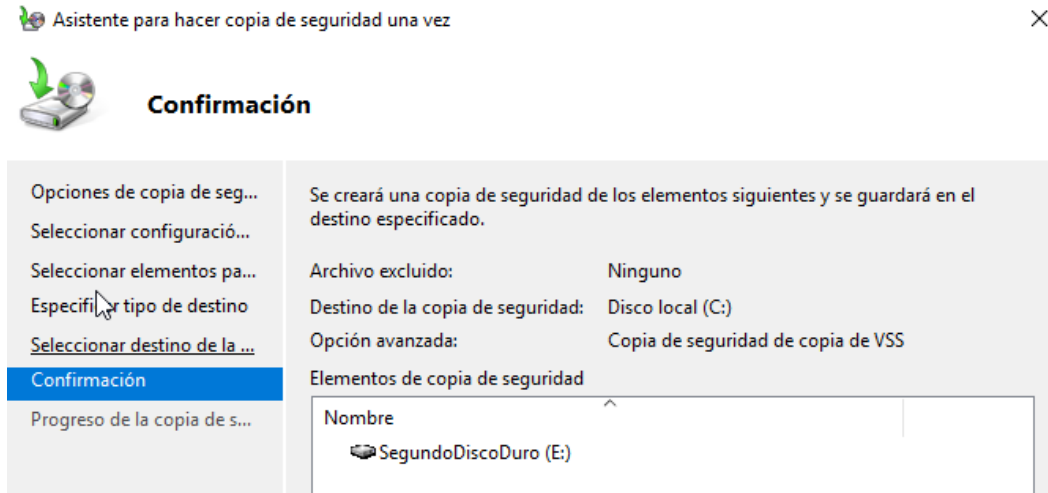 Asistente para hacer copia de seguridad una vez
Confirmación
Opciones de copia de seg...
Seleccionar configuració...
Seleccionar elementos pa...
Especificar tipo de destino
Seleccionar destino de la ...
Confirmación
Progreso de la copia de s...
Se creará una copia de seguridad de los elementos siguientes y se guardará en el
destino especificado.
Archivo excluido: Ninguno
Destino de la copia de seguridad: Disco local (C:)
Opción avanzada: Copia de seguridad de copia de VSS
Elementos de copia de seguridad
Nombre
SegundoDiscoDuro (E:)